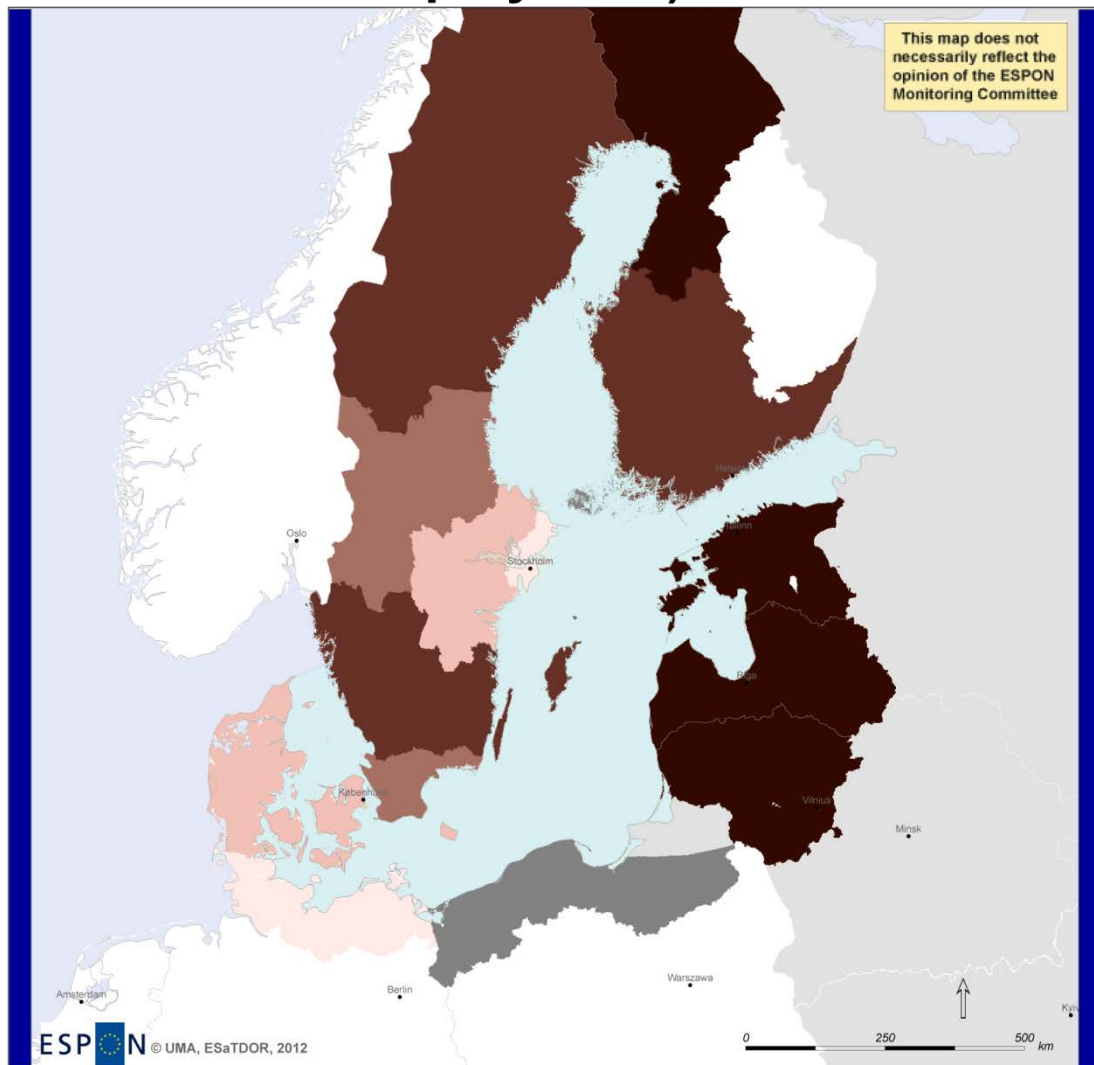 This map does not
necessarily reflect the
opinion of the ESPON
Monitoring Committee
Oslo
Stockholm
Tallinn
Riga
København
Vilnius
Minsk
Warszawa
Berlin
Amsterdam
ESPON © UMA, ESaTDOR, 2012
0 250 500
km